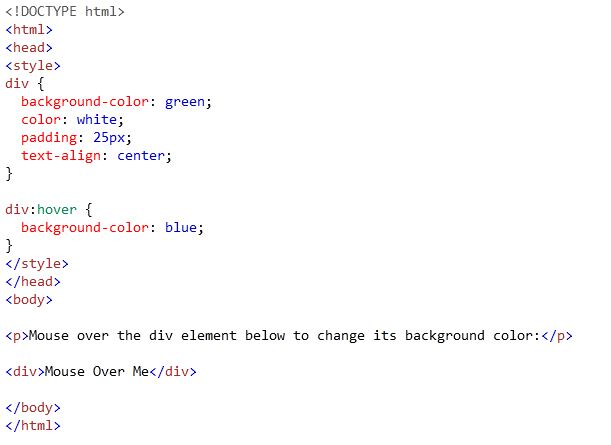 <!DOCTYPE html>
<html>
<head>
<style>
div {
  background-color: green;
  color: white;
  padding: 25px;
  text-align: center;
}

div:hover {
  background-color: blue;
}
</style>
</head>
<body>

<p>Mouse over the div element below to change its background color:</p>

<div>Mouse Over Me</div>

</body>
</html>